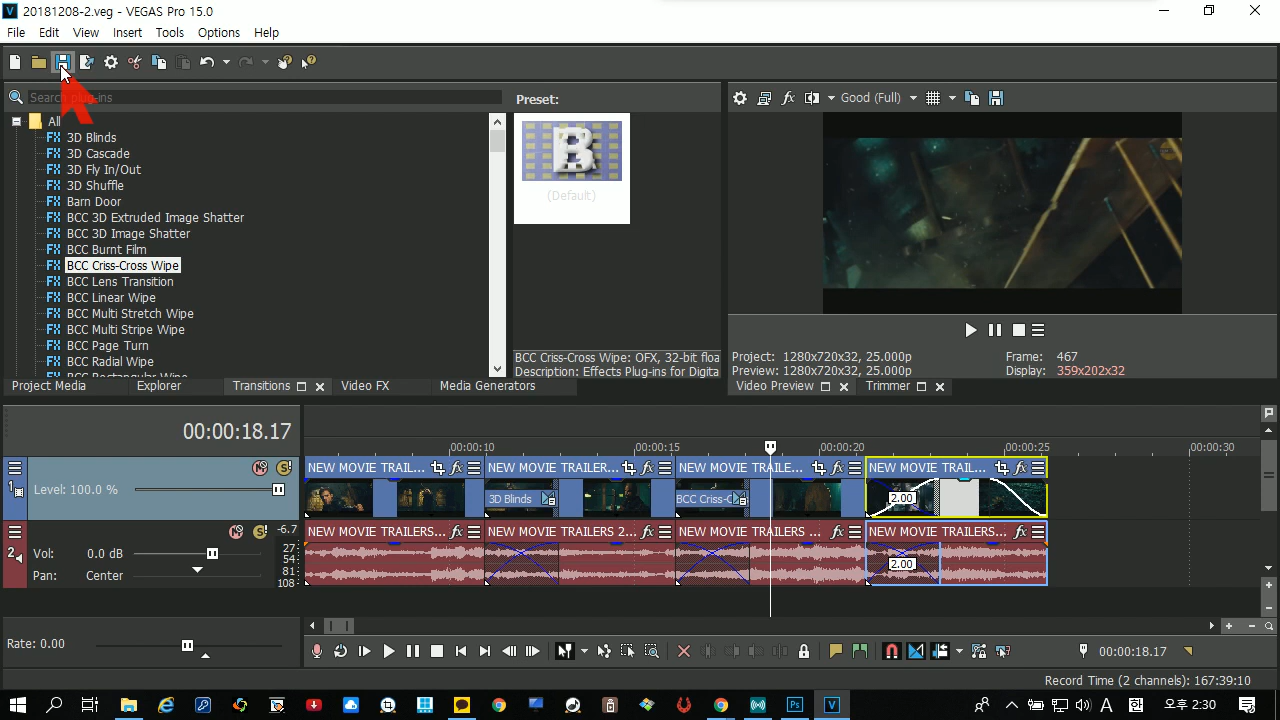 20181208-2.veg - VEGAS Pro 15.0
File Edit View Insert Tools Options Help
Search plug-ins
Preset:
Good (Full)
All
3D Blinds
3D Cascade
3D Fly In/Out
3D Shuffle
Barn Door
BCC 3D Extruded Image Shatter
BCC 3D Image Shatter
BCC Burnt Film
BCC Criss-Cross Wipe
BCC Lens Transition
BCC Linear Wipe
BCC Multi Stretch Wipe
BCC Multi Stripe Wipe
BCC Page Turn
BCC Radial Wipe
BCC Rectangular Wipe
(Default)
BCC Criss-Cross Wipe: OFX, 32-bit floa
Description: Effects Plug-ins for Digita
Project: 1280x720x32, 25.000p
Preview: 1280x720x32, 25.000p
Frame: 467
Display: 359x202x32
Project Media Explorer Transitions Video FX Media Generators
Video Preview Trimmer
00:00:18.17
00:00:10 00:00:15 00:00:20 00:00:25 00:00:30
1
Level: 100.0 %
NEW MOVIE TRAIL... NEW MOVIE TRAILER... NEW MOVIE TRAILE... NEW MOVIE TRAIL...
3D Blinds BCC Criss-C 2.00
2
Vol: 0.0 dB
Pan: Center
-6.7
27
54
81
108
NEW MOVIE TRAILERS... NEW MOVIE TRAILERS 2... NEW MOVIE TRAILERS ... NEW MOVIE TRAILERS...
2.00
Rate: 0.00
00:00:18.17
Record Time (2 channels): 167:39:10
A 한 오후 2:30